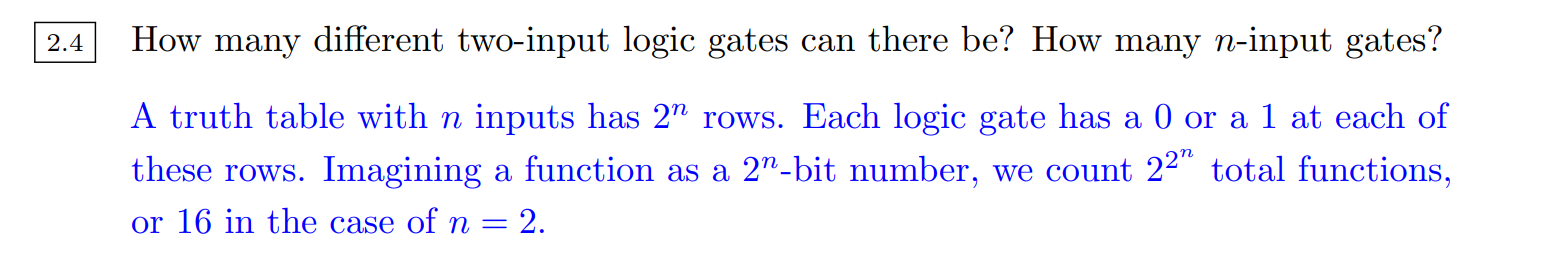 2.4 How many different two-input logic gates can there be? How many n-input gates?
A truth table with n inputs has 2ⁿ rows. Each logic gate has a 0 or a 1 at each of
these rows. Imagining a function as a 2ⁿ-bit number, we count 2^{2^n} total functions,
or 16 in the case of n = 2.